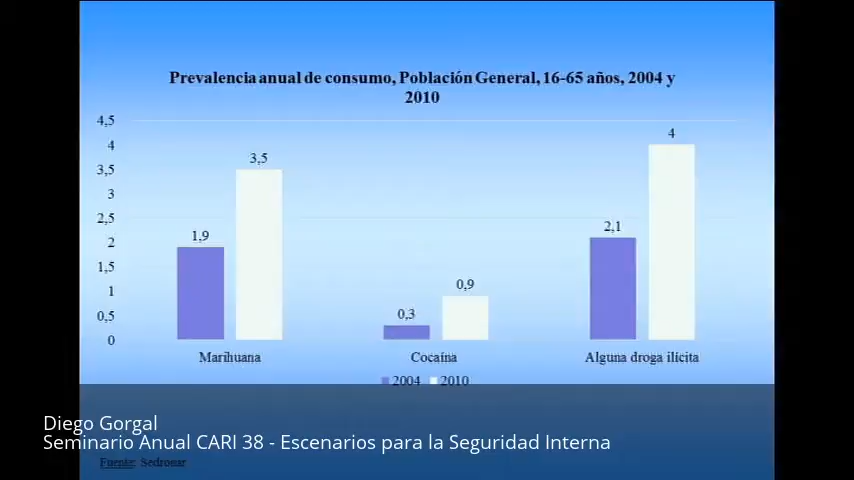 Prevalencia anual de consumo, Población General, 16-65 años, 2004 y
2010
4,5
4
3,5
3
2,5
2
1,5
1
0,5
0
1,9
3,5
0,3
0,9
2,1
4
Marihuana
Cocaína
Alguna droga ilícita
2004
2010
Diego Gorgal
Seminario Anual CARI 38 - Escenarios para la Seguridad Interna
Fuente: Sedronar